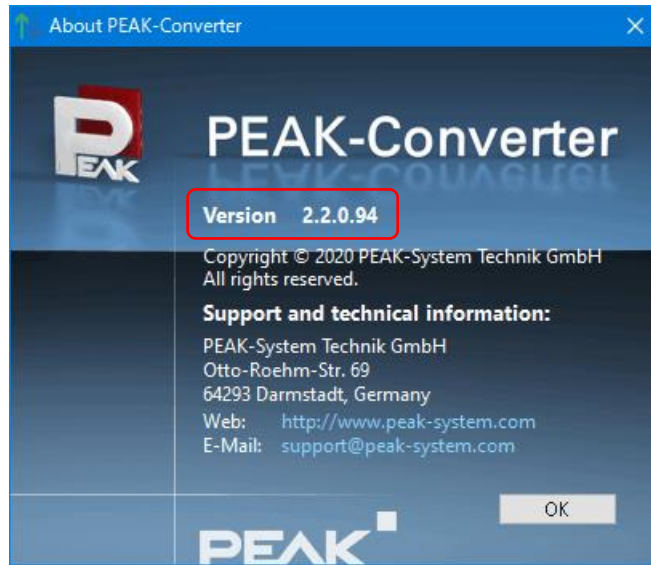 About PEAK-Converter
PEAK
PEAK-Converter
Version 2.2.0.94
Copyright © 2020 PEAK-System Technik GmbH
All rights reserved.
Support and technical information:
PEAK-System Technik GmbH
Otto-Roehm-Str. 69
64293 Darmstadt, Germany
Web: http://www.peak-system.com
E-Mail: support@peak-system.com
OK
PEAK